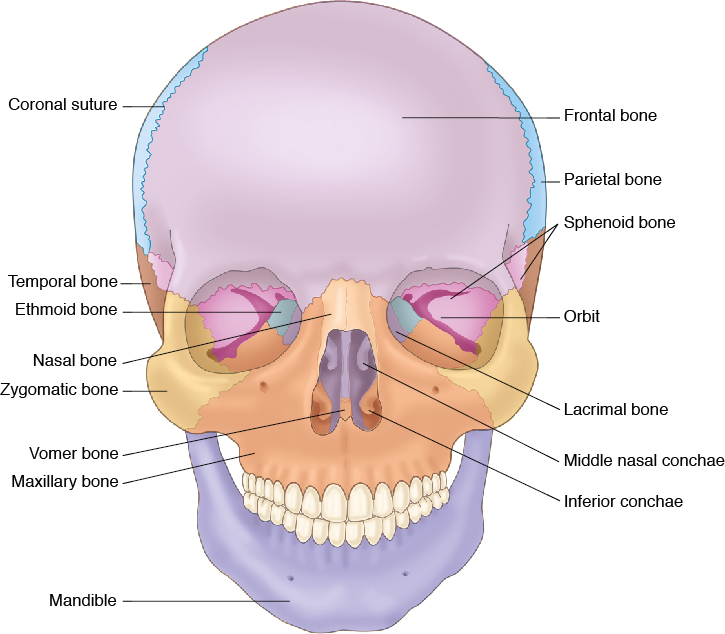 Coronal suture
Temporal bone
Ethmoid bone
Nasal bone
Zygomatic bone
Vomer bone
Maxillary bone
Mandible
Frontal bone
Parietal bone
Sphenoid bone
Orbit
Lacrimal bone
Middle nasal conchae
Inferior conchae